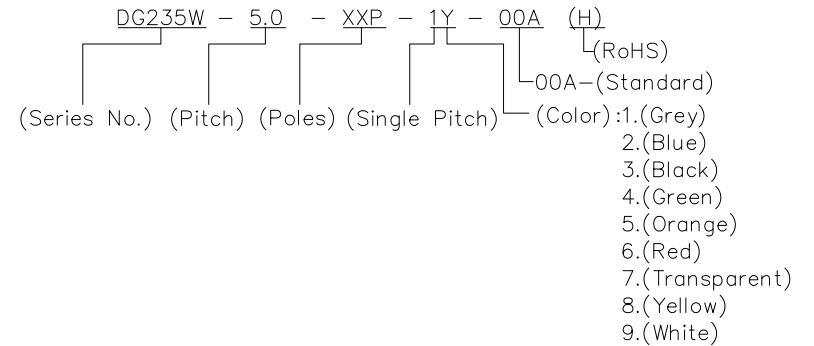 DG235W - 5.0 - XXP - 1Y - 00A (H)
(RoHS)
00A-(Standard)
(Series No.) (Pitch) (Poles) (Single Pitch) (Color):1.(Grey)
2.(Blue)
3.(Black)
4.(Green)
5.(Orange)
6.(Red)
7.(Transparent)
8.(Yellow)
9.(White)